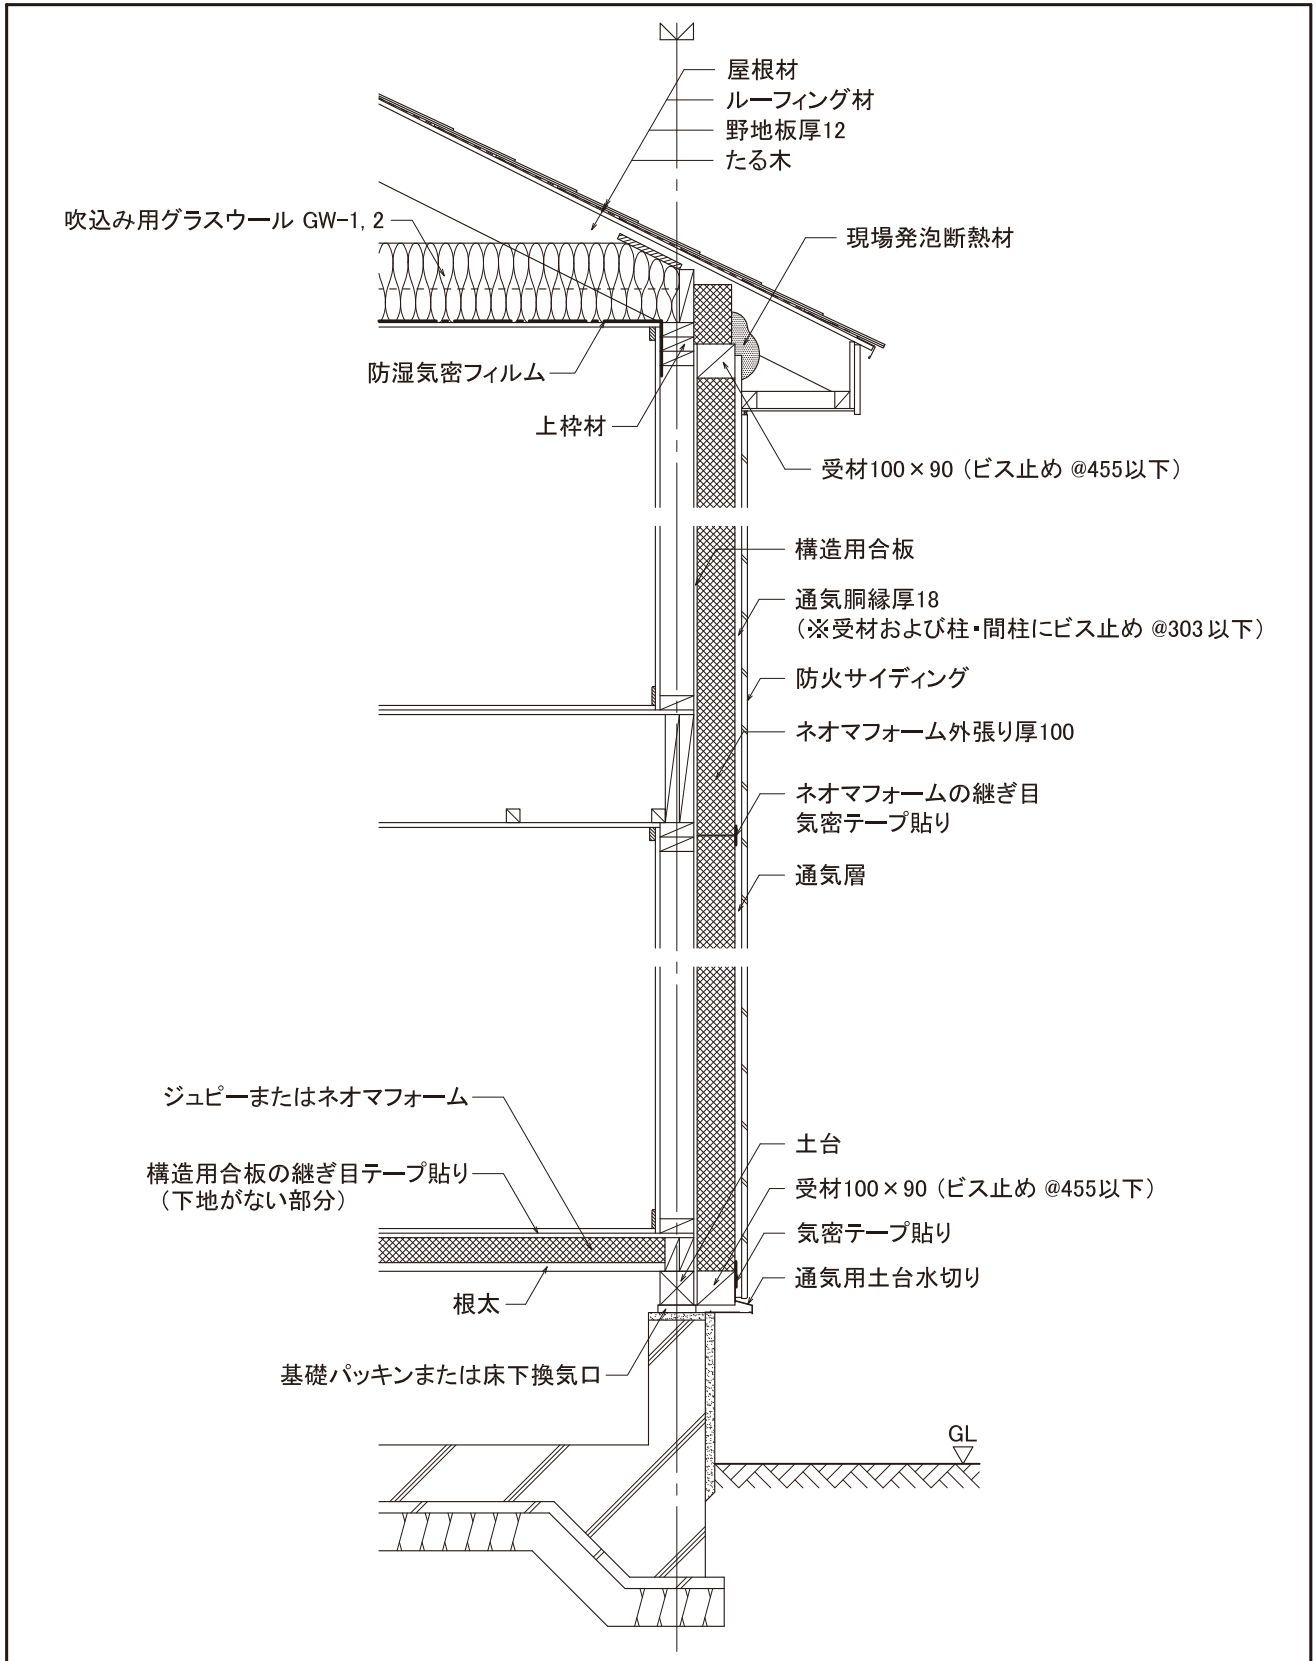 屋根材
ルーフィング材
野地板厚12
たる木
吹込み用グラスウール GW-1, 2
現場発泡断熱材
防湿気密フィルム
上枠材
受材100×90 (ビス止め @455以下)
構造用合板
通気胴縁厚18
(※受材および柱・間柱にビス止め @303以下)
防火サイディング
ネオマフォーム外張り厚100
ネオマフォームの継ぎ目
気密テープ貼り
通気層
ジュピーまたはネオマフォーム
土台
構造用合板の継ぎ目テープ貼り
(下地がない部分)
受材100×90 (ビス止め @455以下)
気密テープ貼り
通気用土台水切り
根太
基礎パッキンまたは床下換気口
GL